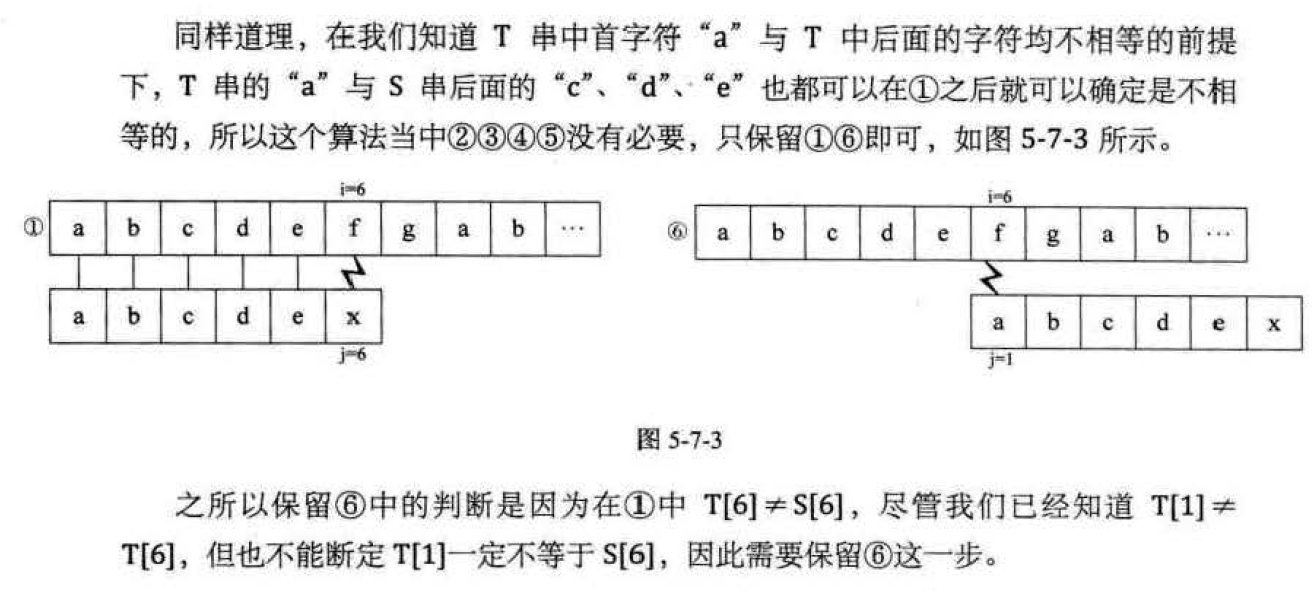 同样道理，在我们知道 T 串中首字符“a”与 T 中后面的字符均不相等的前提
下，T 串的“a”与 S 串后面的“c”、“d”、“e”也都可以在①之后就可以确定是不相
等的，所以这个算法当中②③④⑤没有必要，只保留①⑥即可，如图 5-7-3 所示。
i=6
① a b c d e f g a b …
a b c d e x
j=6
i=6
⑥ a b c d e f g a b …
a b c d e x
j=1
图 5-7-3
之所以保留⑥中的判断是因为在①中 T[6]≠S[6]，尽管我们已经知道 T[1]≠
T[6]，但也不能断定 T[1]一定不等于 S[6]，因此需要保留⑥这一步。